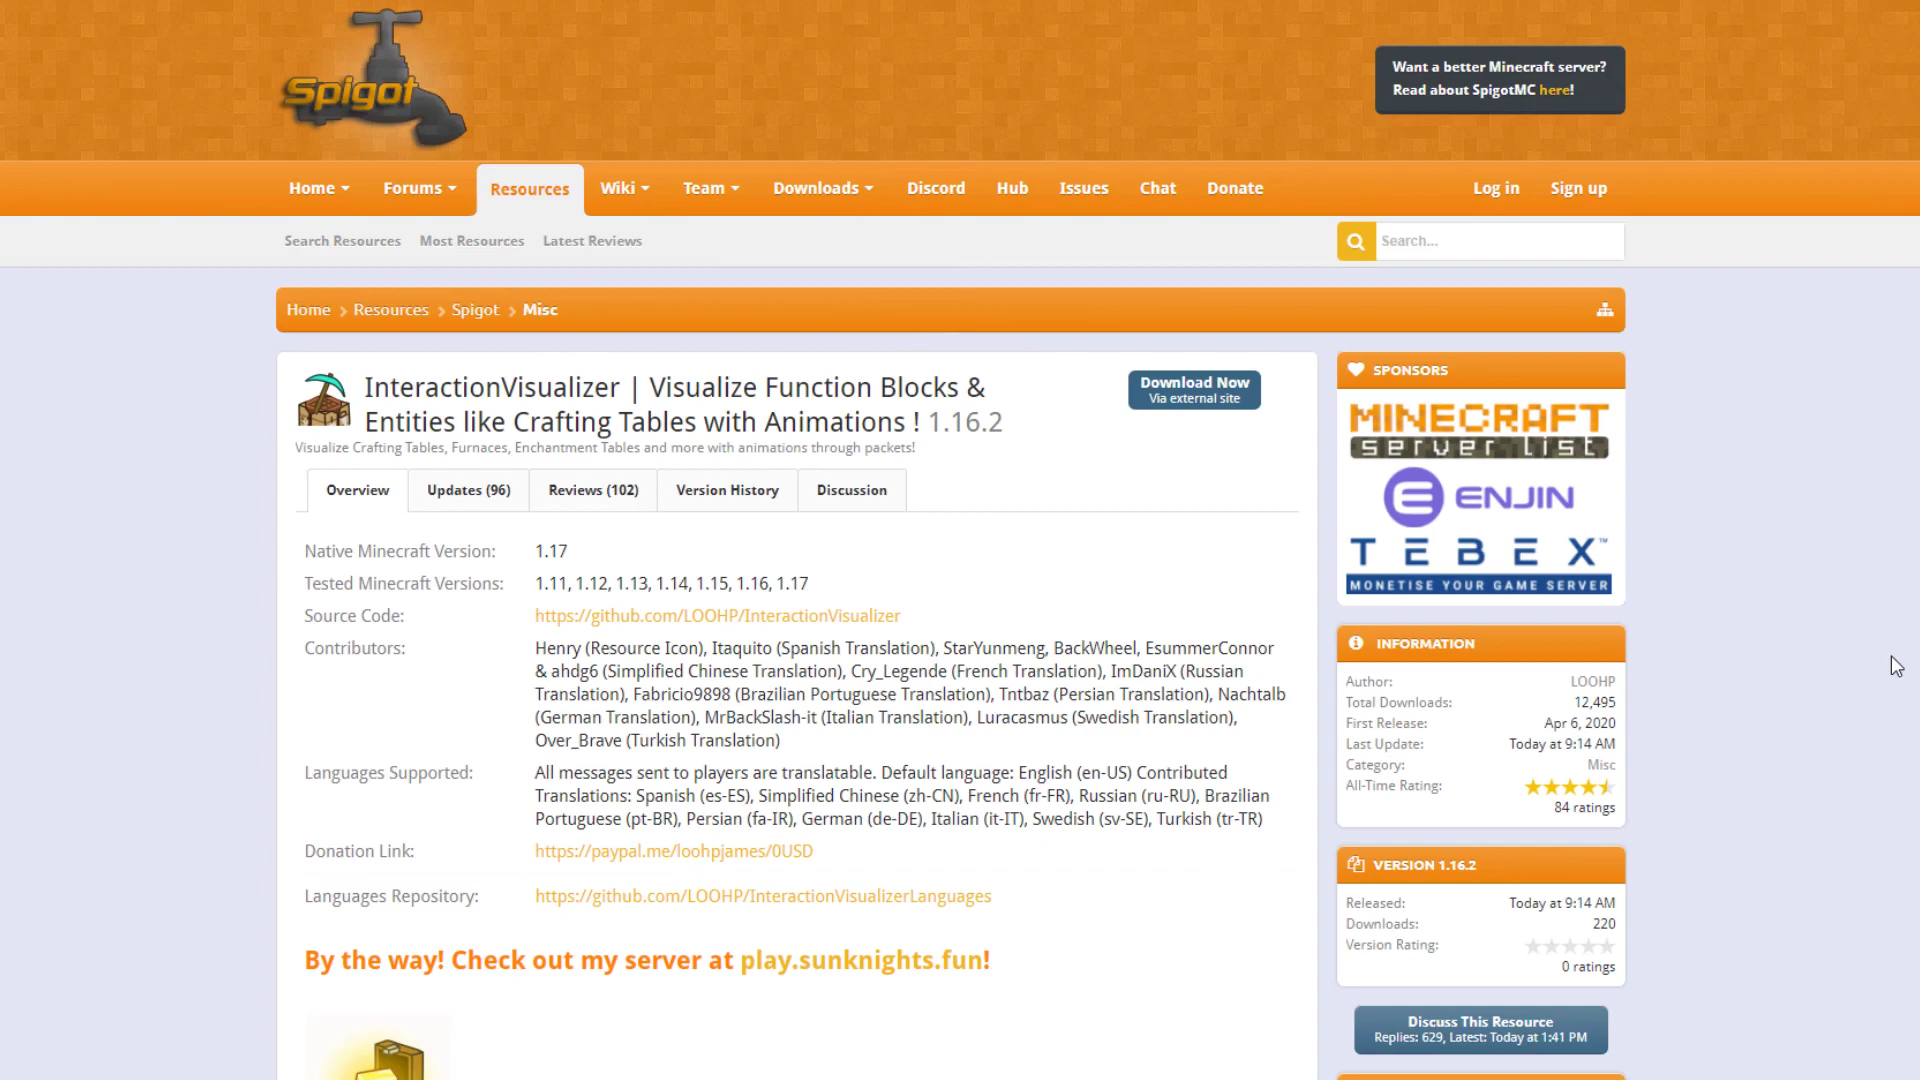 Spigot
Want a better Minecraft server?
Read about SpigotMC here!
Home
Forums
Resources
Wiki
Team
Downloads
Discord
Hub
Issues
Chat
Donate
Log in
Sign up
Search Resources
Most Resources
Latest Reviews
Search...
Home
Resources
Spigot
Misc
InteractionVisualizer | Visualize Function Blocks &
Entities like Crafting Tables with Animations ! 1.16.2
Visualize Crafting Tables, Furnaces, Enchantment Tables and more with animations through packets!
Download Now
Via external site
Overview
Updates (96)
Reviews (102)
Version History
Discussion
Native Minecraft Version: 1.17
Tested Minecraft Versions: 1.11, 1.12, 1.13, 1.14, 1.15, 1.16, 1.17
Source Code: https://github.com/LOOHP/InteractionVisualizer
Contributors: Henry (Resource Icon), Itaquito (Spanish Translation), StarYunmeng, BackWheel, EsummerConnor
& ahdg6 (Simplified Chinese Translation), Cry_Legende (French Translation), ImDaniX (Russian
Translation), Fabricio9898 (Brazilian Portuguese Translation), Tntbaz (Persian Translation), Nachtalb
(German Translation), MrBackSlash-it (Italian Translation), Luracasmus (Swedish Translation),
Over_Brave (Turkish Translation)
Languages Supported: All messages sent to players are translatable. Default language: English (en-US) Contributed
Translations: Spanish (es-ES), Simplified Chinese (zh-CN), French (fr-FR), Russian (ru-RU), Brazilian
Portuguese (pt-BR), Persian (fa-IR), German (de-DE), Italian (it-IT), Swedish (sv-SE), Turkish (tr-TR)
Donation Link: https://paypal.me/loohpjames/0USD
Languages Repository: https://github.com/LOOHP/InteractionVisualizerLanguages
By the way! Check out my server at play.sunknights.fun!
SPONSORS
MINECRAFT
server list
ENJIN
TEBEX™
MONETISE YOUR GAME SERVER
INFORMATION
Author: LOOHP
Total Downloads: 12,495
First Release: Apr 6, 2020
Last Update: Today at 9:14 AM
Category: Misc
All-Time Rating:
84 ratings
VERSION 1.16.2
Released: Today at 9:14 AM
Downloads: 220
Version Rating:
0 ratings
Discuss This Resource
Replies: 629, Latest: Today at 1:41 PM